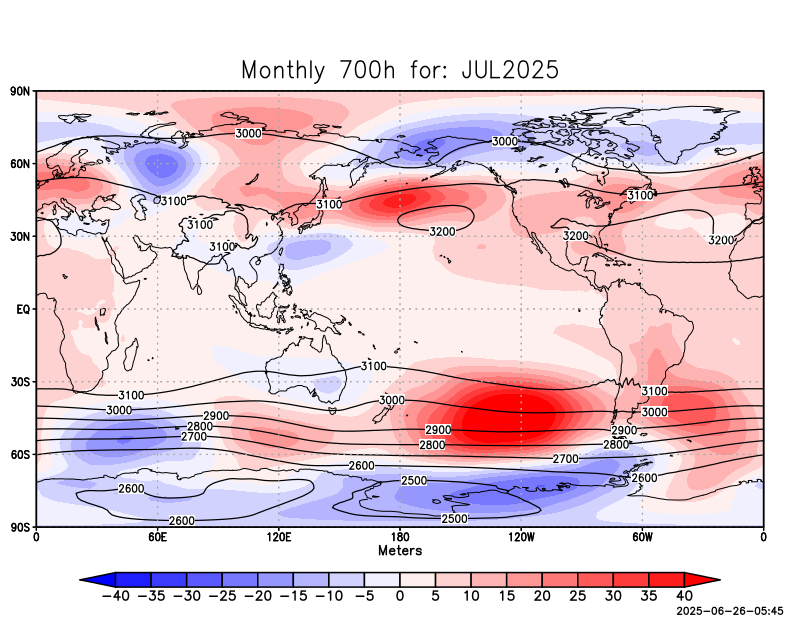 Monthly 700h for: JUL2025
90N
60N
30N
EQ
30S
60S
90S
3000
3000
3100
3100
3100
3100
3100
3200
3200
3200
3100
3100
3100
3000
3000
3000
2900
2900
2900
2800
2800
2800
2700
2700
2600
2600
2600
2600
2500
2500
0
60E
120E
180
120W
60W
0
Meters
−40 −35 −30 −25 −20 −15 −10 −5 0 5 10 15 20 25 30 35 40
2025-06-26-05:45